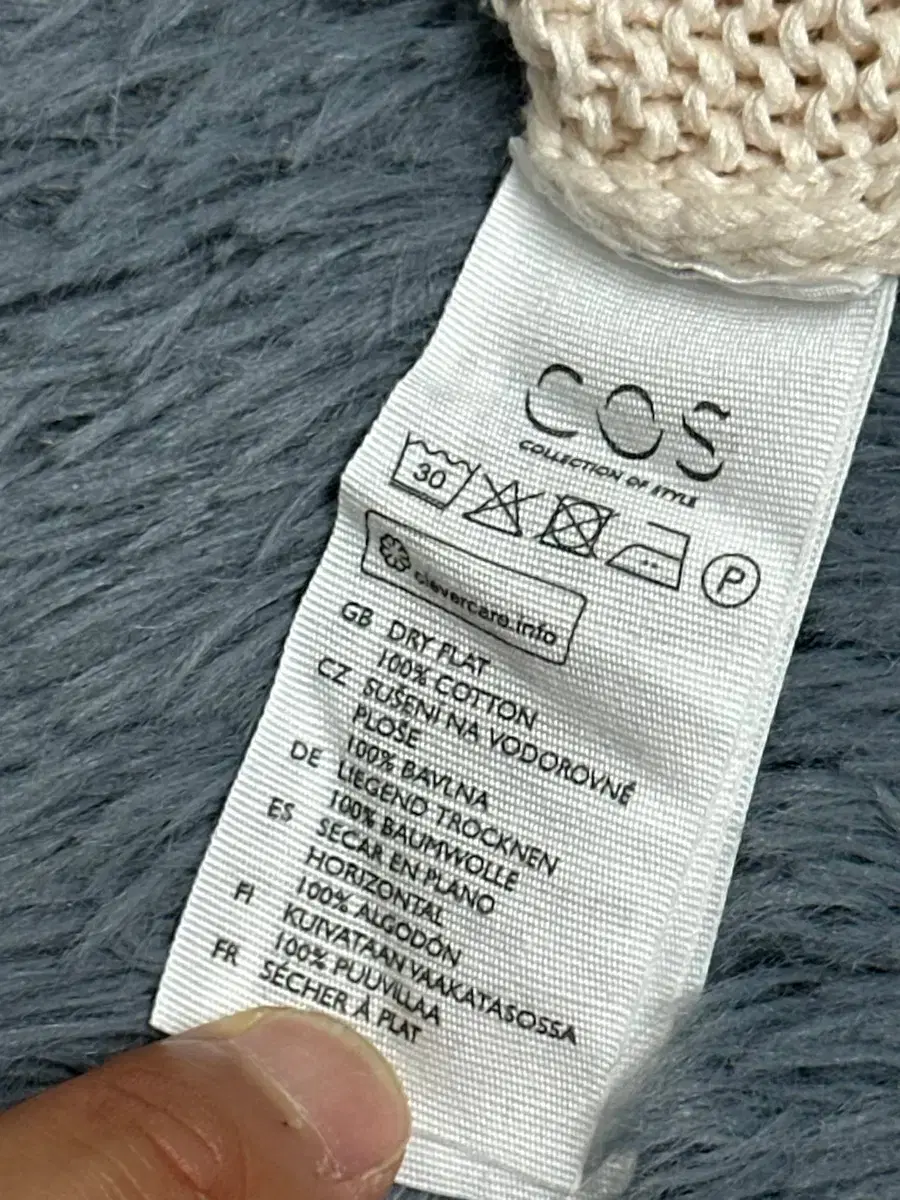 COS
COLLECTION OF STYLE
30
P
clevercare.info
GB DRY FLAT
100% COTTON
CZ SUŠENÍ NA VODOROVNÉ
PLOŠE
100% BAVLNA
DE LIEGEND TROCKNEN
100% BAUMWOLLE
ES SECAR EN PLANO
HORIZONTAL
100% ALGODÓN
FI KUIVATAAN VAAKATASOSSA
100% PUUVILLAA
FR SÉCHER À PLAT